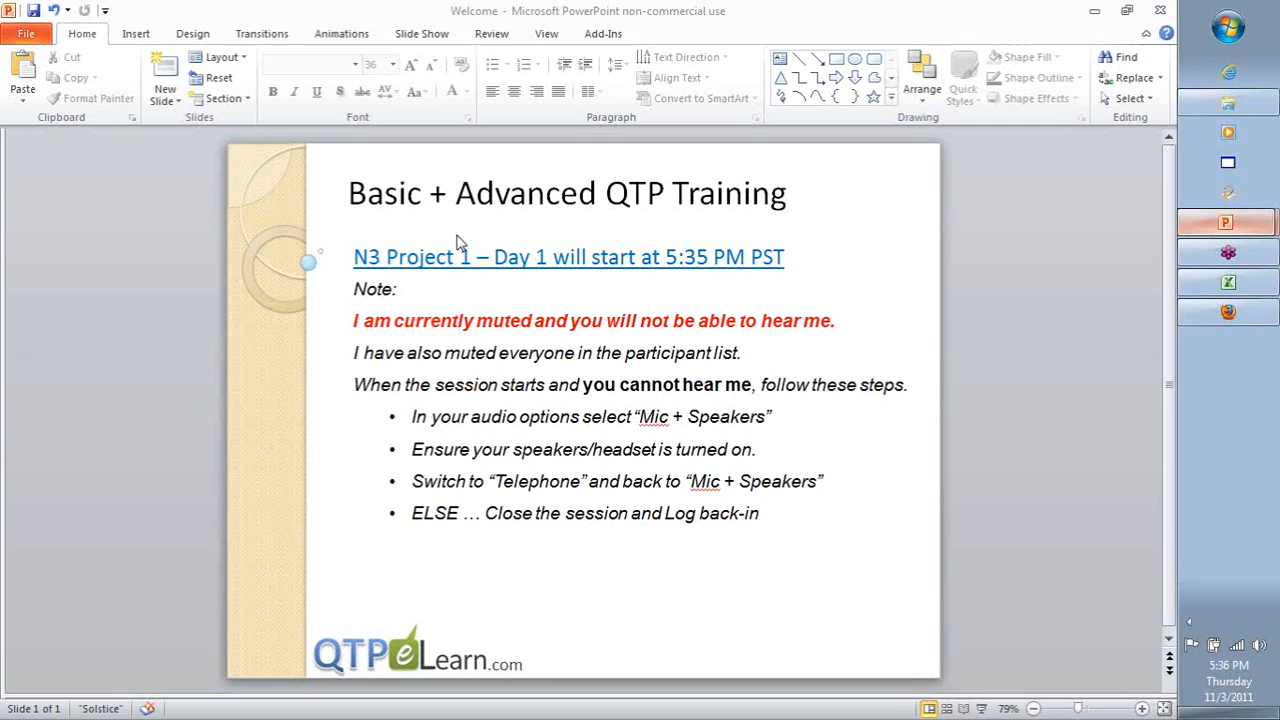 Welcome - Microsoft PowerPoint non-commercial use
File Home Insert Design Transitions Animations Slide Show Review View Add-Ins
Paste
Cut
Copy
Format Painter
Clipboard
New Slide
Layout
Reset
Section
Slides
36
B I U S abc AV Aa A
Font
Text Direction
Align Text
Convert to SmartArt
Paragraph
Arrange
Quick Styles
Shape Fill
Shape Outline
Shape Effects
Drawing
Find
Replace
Select
Editing
Basic + Advanced QTP Training
N3 Project 1 – Day 1 will start at 5:35 PM PST
Note:
I am currently muted and you will not be able to hear me.
I have also muted everyone in the participant list.
When the session starts and you cannot hear me, follow these steps.
• In your audio options select “Mic + Speakers”
• Ensure your speakers/headset is turned on.
• Switch to “Telephone” and back to “Mic + Speakers”
• ELSE … Close the session and Log back-in
QTPeLearn.com
Slide 1 of 1 "Solstice" 79%
5:36 PM
Thursday
11/3/2011